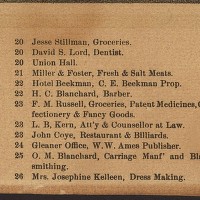 20 Jesse Stillman, Groceries.
20 David S. Lord, Dentist.
20 Union Hall.
21 Miller & Foster, Fresh & Salt Meats.
22 Hotel Beekman, C. E. Beekman Prop.
22 H. C. Blanchard, Barber.
23 F. M. Russell, Groceries, Patent Medicines, C
fectionery & Fancy Goods.
23 L. B. Kern, Att'y & Counsellor at Law.
23 John Coye, Restaurant & Billiards.
24 Gleaner Office, W. W. Ames Publisher.
25 O. M. Blanchard, Carriage Manf' and Bla
smithing.
26 Mrs. Josephine Kelleen, Dress Making.